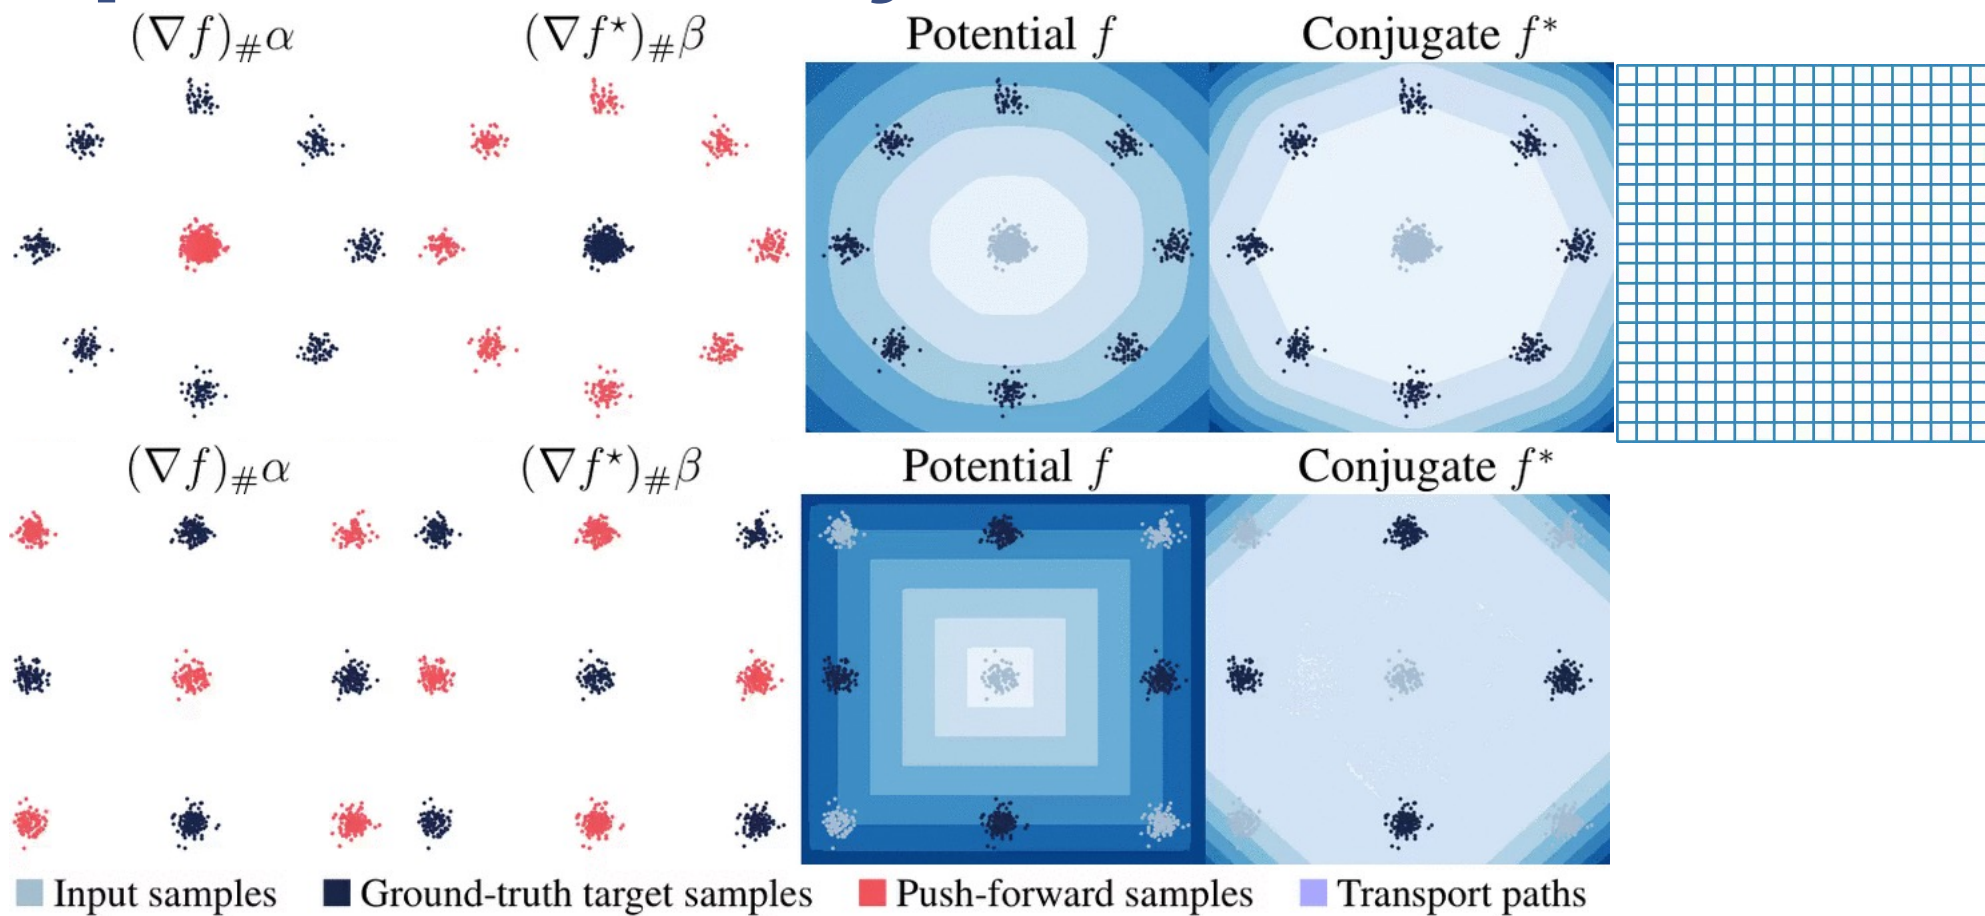 (∇f)#α (∇f⋆)#β Potential f Conjugate f*
(∇f)#α (∇f⋆)#β Potential f Conjugate f*
Input samples Ground-truth target samples Push-forward samples Transport paths